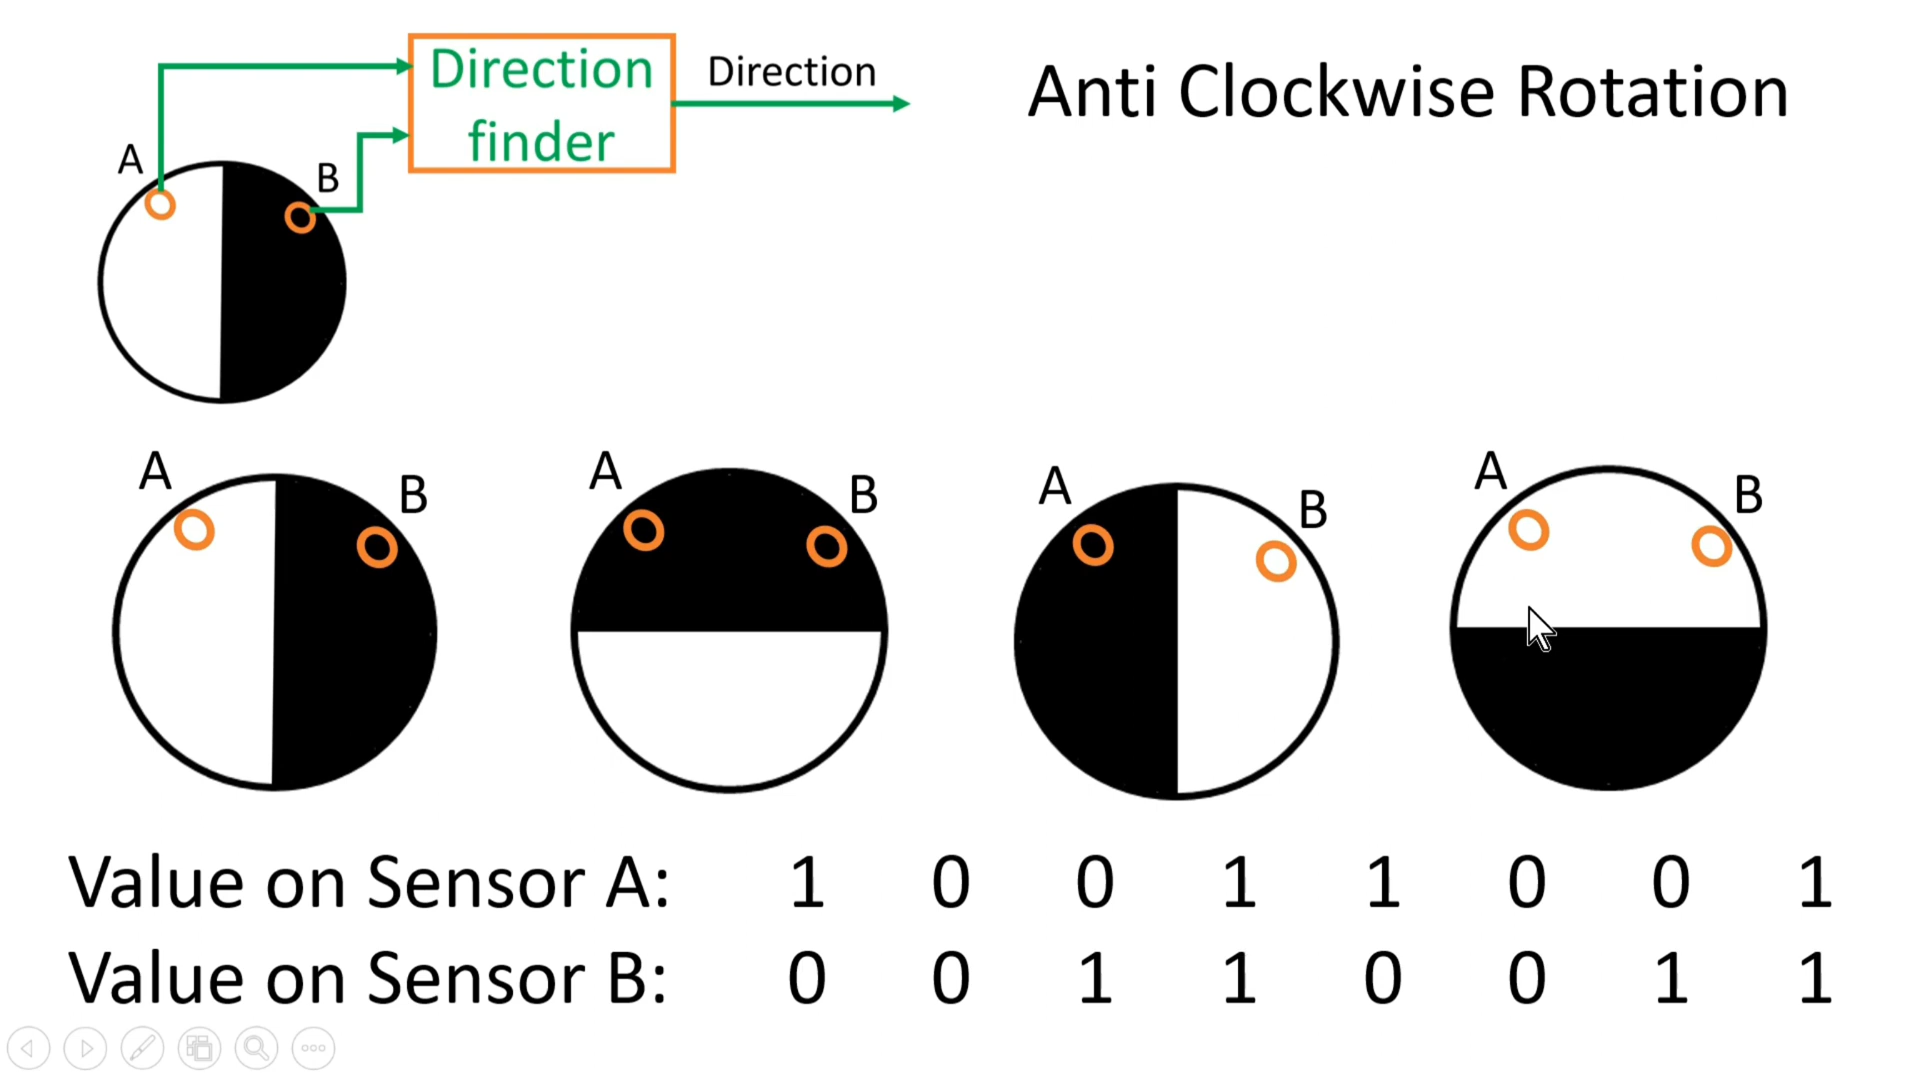 Direction
finder
Direction
Anti Clockwise Rotation
A
B
A
B
A
B
A
B
A
B
Value on Sensor A: 1 0 0 1 1 0 0 1
Value on Sensor B: 0 0 1 1 0 0 1 1